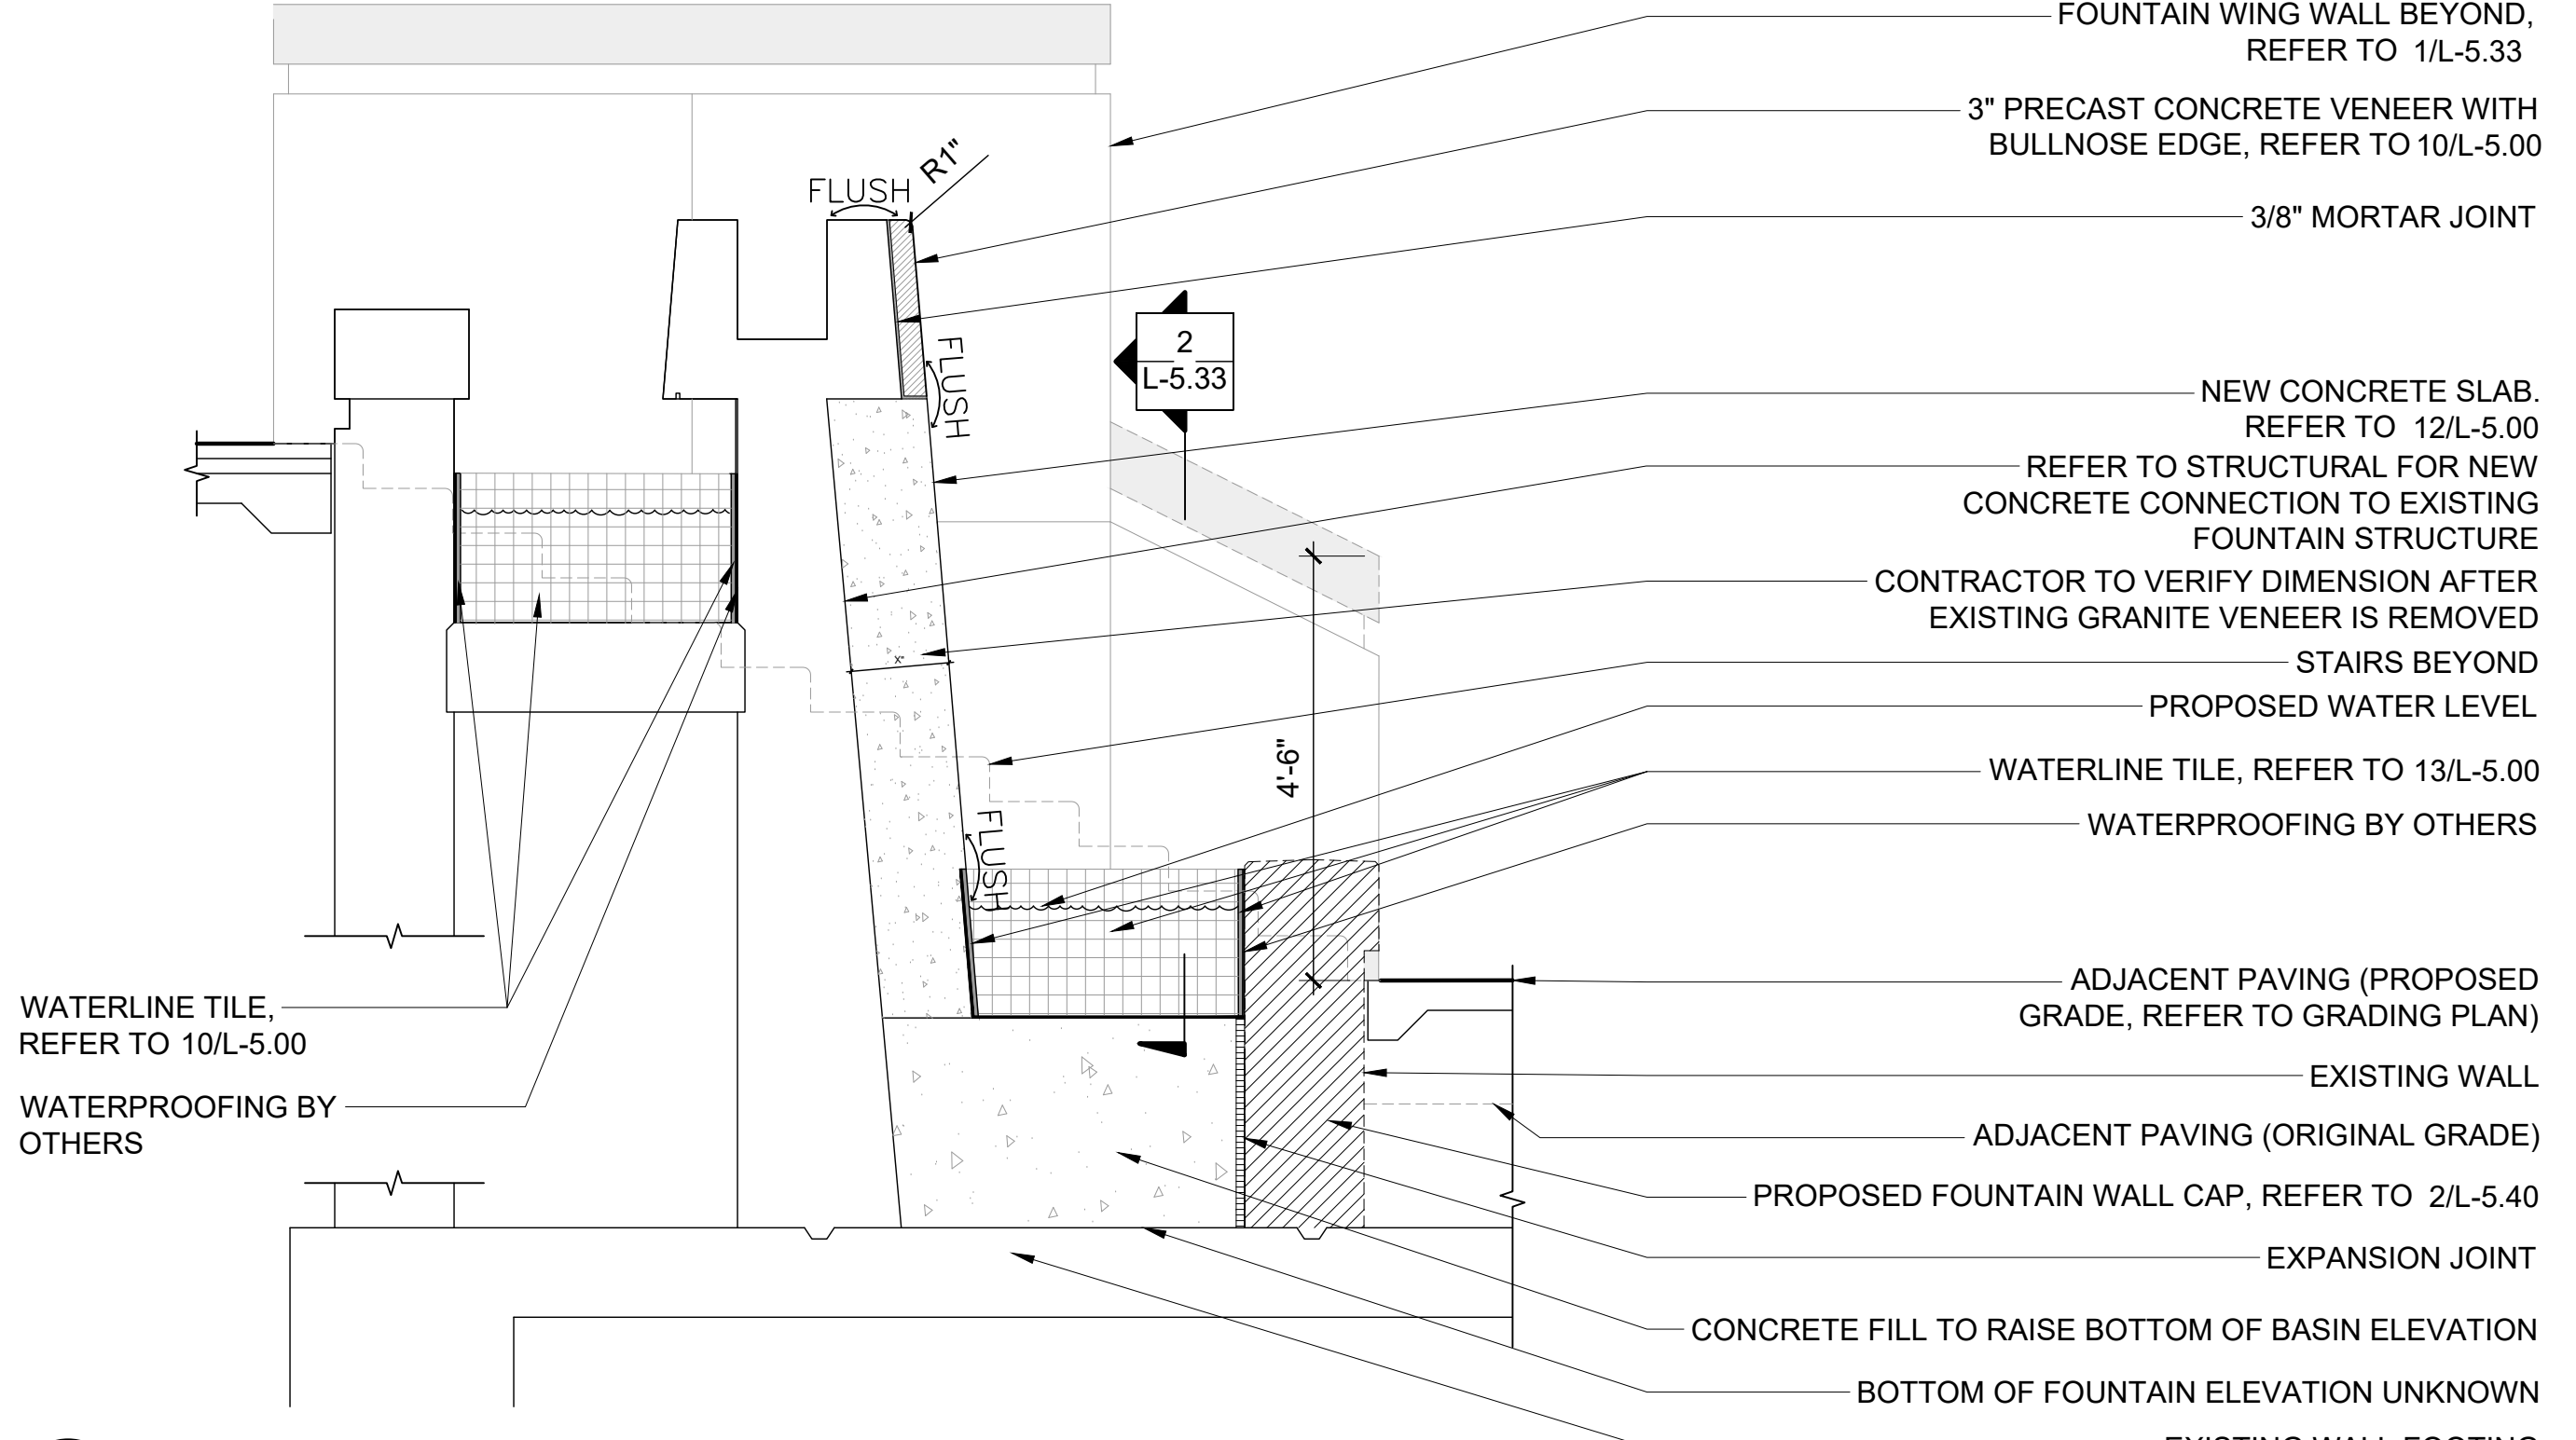 FOUNTAIN WING WALL BEYOND,
REFER TO 1/L-5.33
3" PRECAST CONCRETE VENEER WITH
BULLNOSE EDGE, REFER TO 10/L-5.00
3/8" MORTAR JOINT
R1"
FLUSH
FLUSH
2
L-5.33
NEW CONCRETE SLAB.
REFER TO 12/L-5.00
REFER TO STRUCTURAL FOR NEW
CONCRETE CONNECTION TO EXISTING
FOUNTAIN STRUCTURE
CONTRACTOR TO VERIFY DIMENSION AFTER
EXISTING GRANITE VENEER IS REMOVED
X"
STAIRS BEYOND
PROPOSED WATER LEVEL
4'-6"
WATERLINE TILE, REFER TO 13/L-5.00
WATERPROOFING BY OTHERS
FLUSH
ADJACENT PAVING (PROPOSED
GRADE, REFER TO GRADING PLAN)
WATERLINE TILE,
REFER TO 10/L-5.00
EXISTING WALL
WATERPROOFING BY
OTHERS
ADJACENT PAVING (ORIGINAL GRADE)
PROPOSED FOUNTAIN WALL CAP, REFER TO 2/L-5.40
EXPANSION JOINT
CONCRETE FILL TO RAISE BOTTOM OF BASIN ELEVATION
BOTTOM OF FOUNTAIN ELEVATION UNKNOWN
EXISTING WALL FOOTING